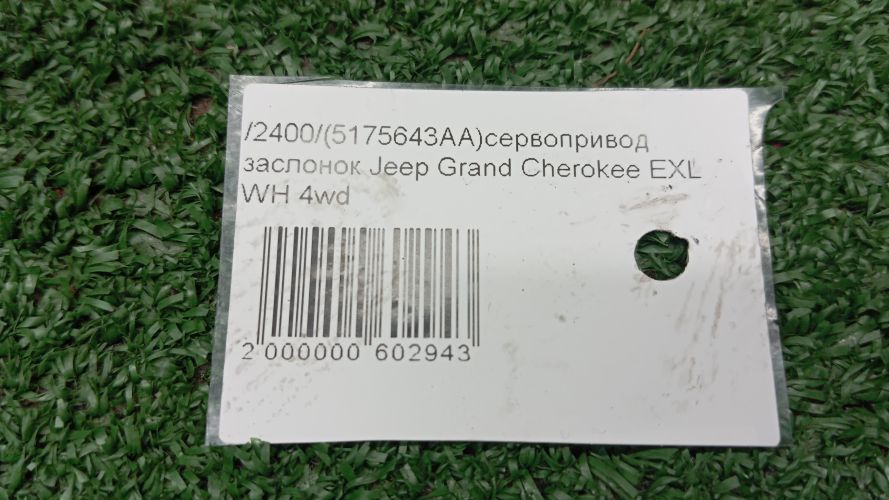 /2400/(5175643AA)сервопривод
заслонок Jeep Grand Cherokee EXL
WH 4wd
2 000000 602943